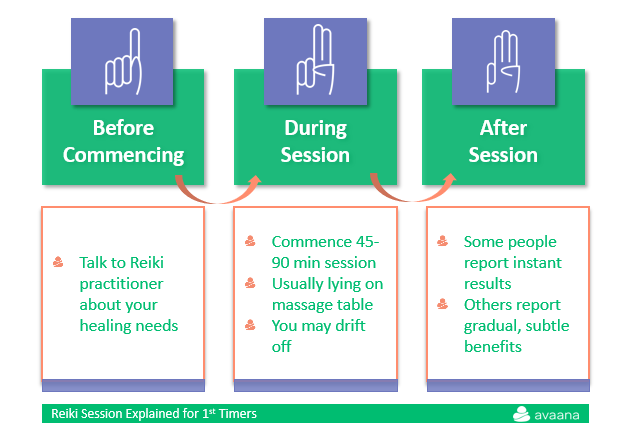 Before
Commencing
During
Session
After
Session
Talk to Reiki
practitioner
about your
healing needs
Commence 45-
90 min session
Usually lying on
massage table
You may drift
off
Some people
report instant
results
Others report
gradual, subtle
benefits
Reiki Session Explained for 1st Timers
avaana